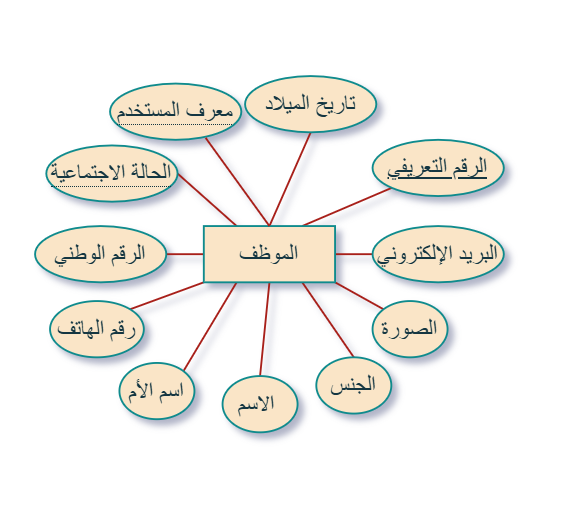 تاريخ الميلاد
معرف المستخدم
الرقم التعريفي
الحالة الاجتماعية
الموظف
البريد الإلكتروني
الرقم الوطني
الصورة
رقم الهاتف
الجنس
اسم الأم
الاسم